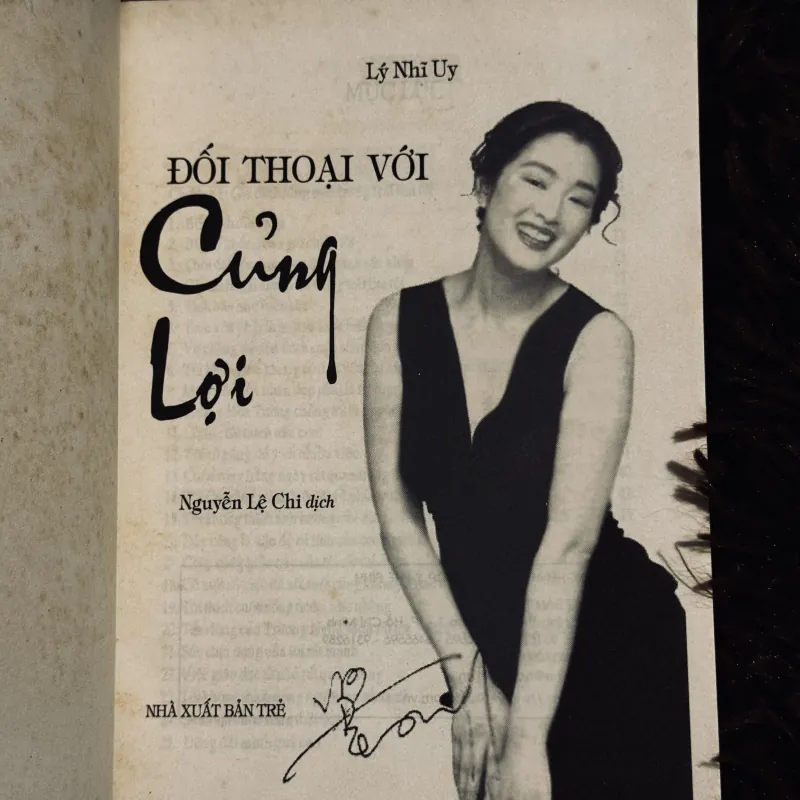 Lý Nhĩ Uy
ĐỐI THOẠI VỚI
Củng
Lợi
Nguyễn Lệ Chi dịch
NHÀ XUẤT BẢN TRẺ